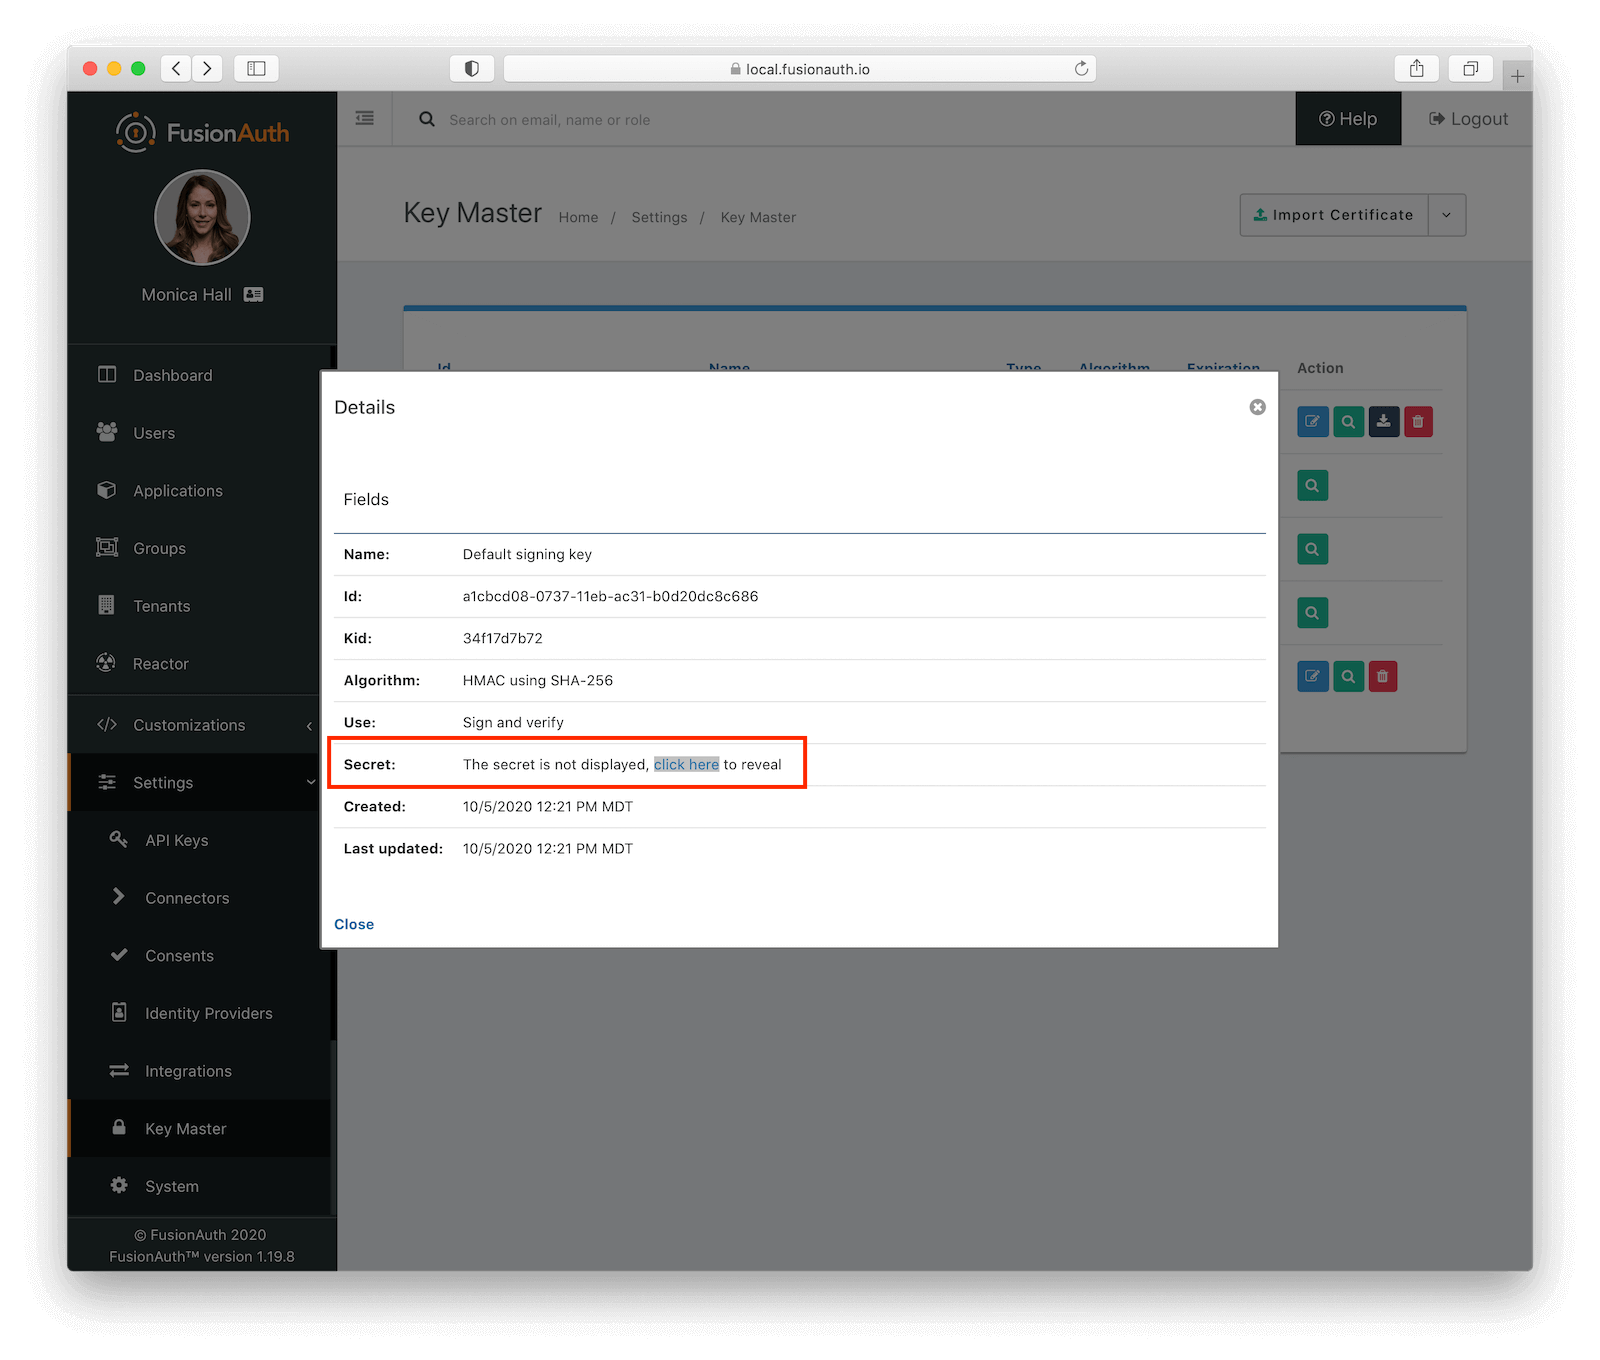 local.fusionauth.io
FusionAuth
Search on email, name or role
Help
Logout
Monica Hall
Key Master
Home / Settings / Key Master
Import Certificate
Id Name Type Algorithm Expiration Action
Dashboard
Users
Applications
Groups
Tenants
Reactor
Customizations
Settings
API Keys
Connectors
Consents
Identity Providers
Integrations
Key Master
System
© FusionAuth 2020
FusionAuth™ version 1.19.8
Details
Fields
Name: Default signing key
Id: a1cbcd08-0737-11eb-ac31-b0d20dc8c686
Kid: 34f17d7b72
Algorithm: HMAC using SHA-256
Use: Sign and verify
Secret: The secret is not displayed, click here to reveal
Created: 10/5/2020 12:21 PM MDT
Last updated: 10/5/2020 12:21 PM MDT
Close